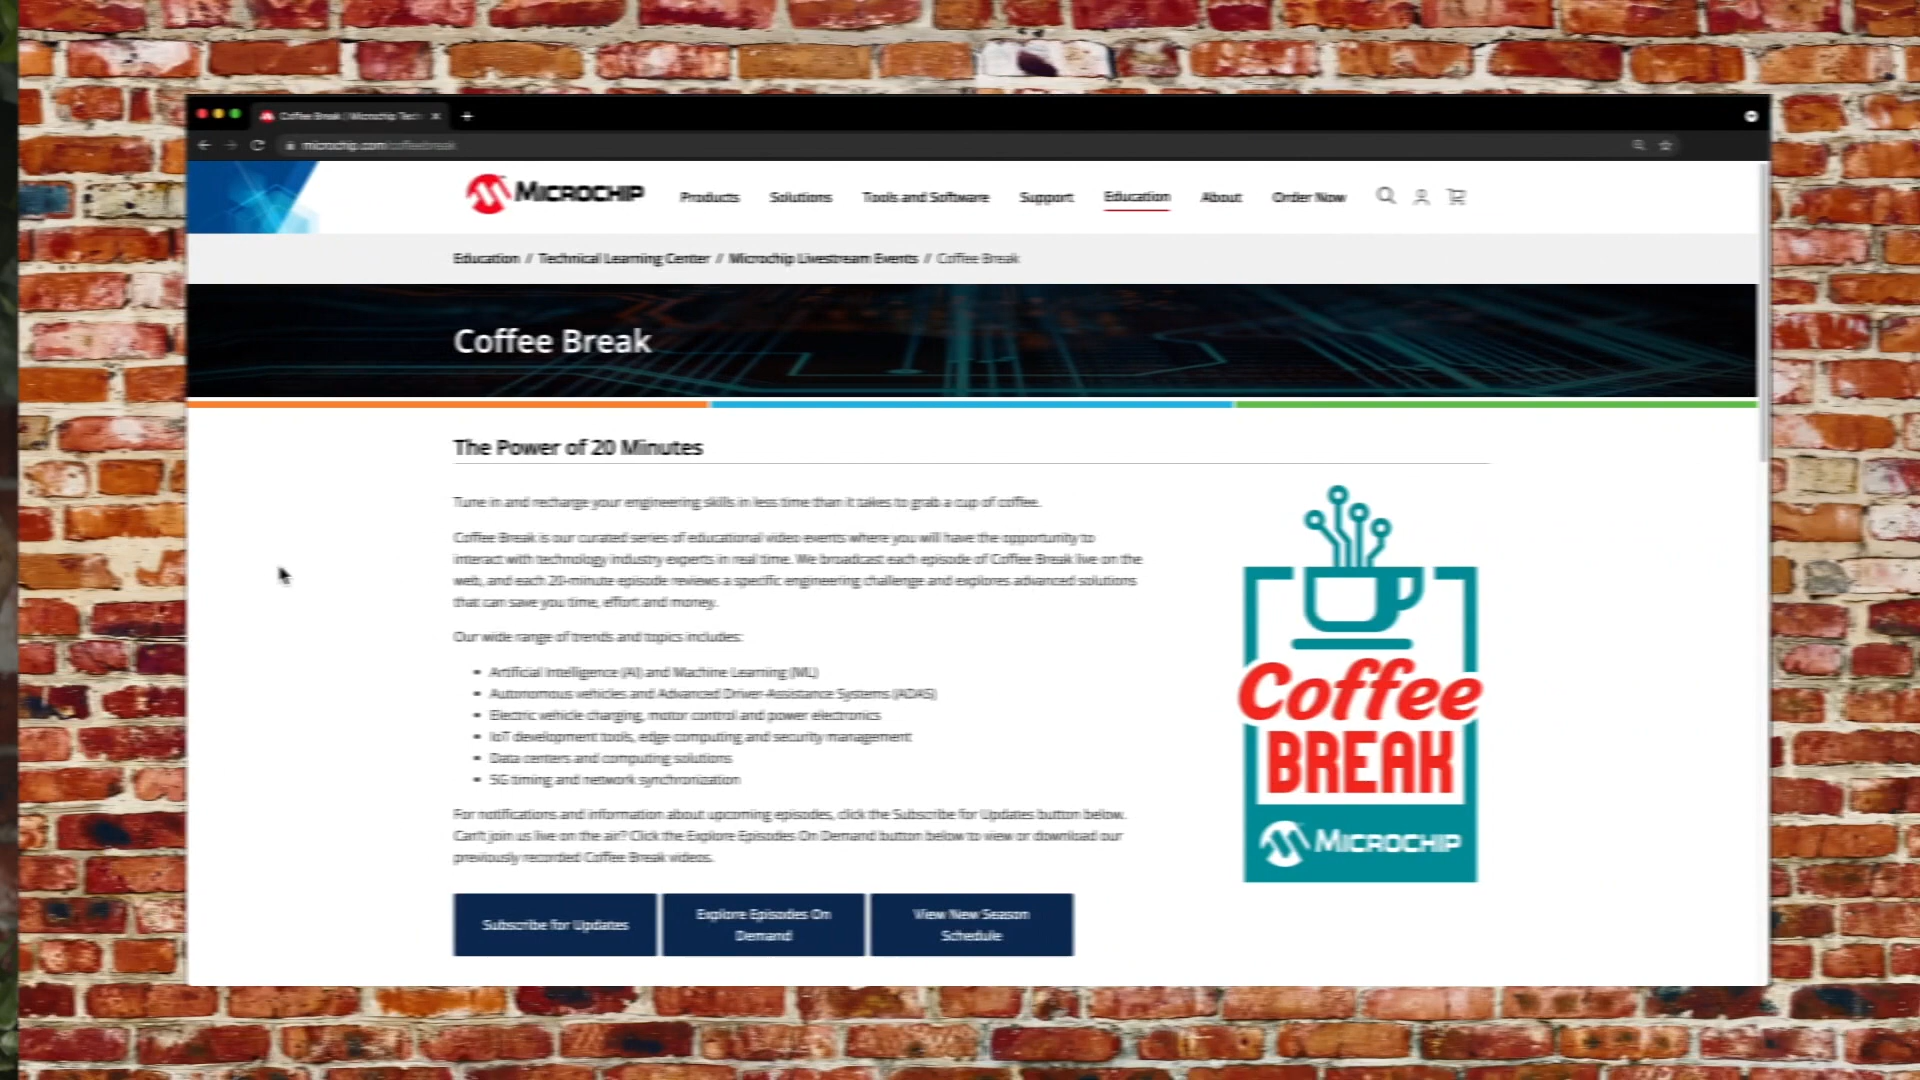 Coffee Break | Microchip Tec
microchip.com/coffeebreak
MICROCHIP
Products Solutions Tools and Software Support Education About Order Now
Education // Technical Learning Center // Microchip Livestream Events // Coffee Break
Coffee Break
The Power of 20 Minutes
Tune in and recharge your engineering skills in less time than it takes to grab a cup of coffee.
Coffee Break is our curated series of educational video events where you will have the opportunity to
interact with technology industry experts in real time. We broadcast each episode of Coffee Break live on the
web, and each 20-minute episode reviews a specific engineering challenge and explores advanced solutions
that can save you time, effort and money.
Our wide range of trends and topics includes:
• Artificial Intelligence (AI) and Machine Learning (ML)
• Autonomous vehicles and Advanced Driver-Assistance Systems (ADAS)
• Electric vehicle charging, motor control and power electronics
• IoT development tools, edge computing and security management
• Data centers and computing solutions
• 5G timing and network synchronization
For notifications and information about upcoming episodes, click the Subscribe for Updates button below.
Can't join us live on the air? Click the Explore Episodes On Demand button below to view or download our
previously recorded Coffee Break videos.
Subscribe for Updates
Explore Episodes On
Demand
View New Season
Schedule
Coffee
BREAK
MICROCHIP